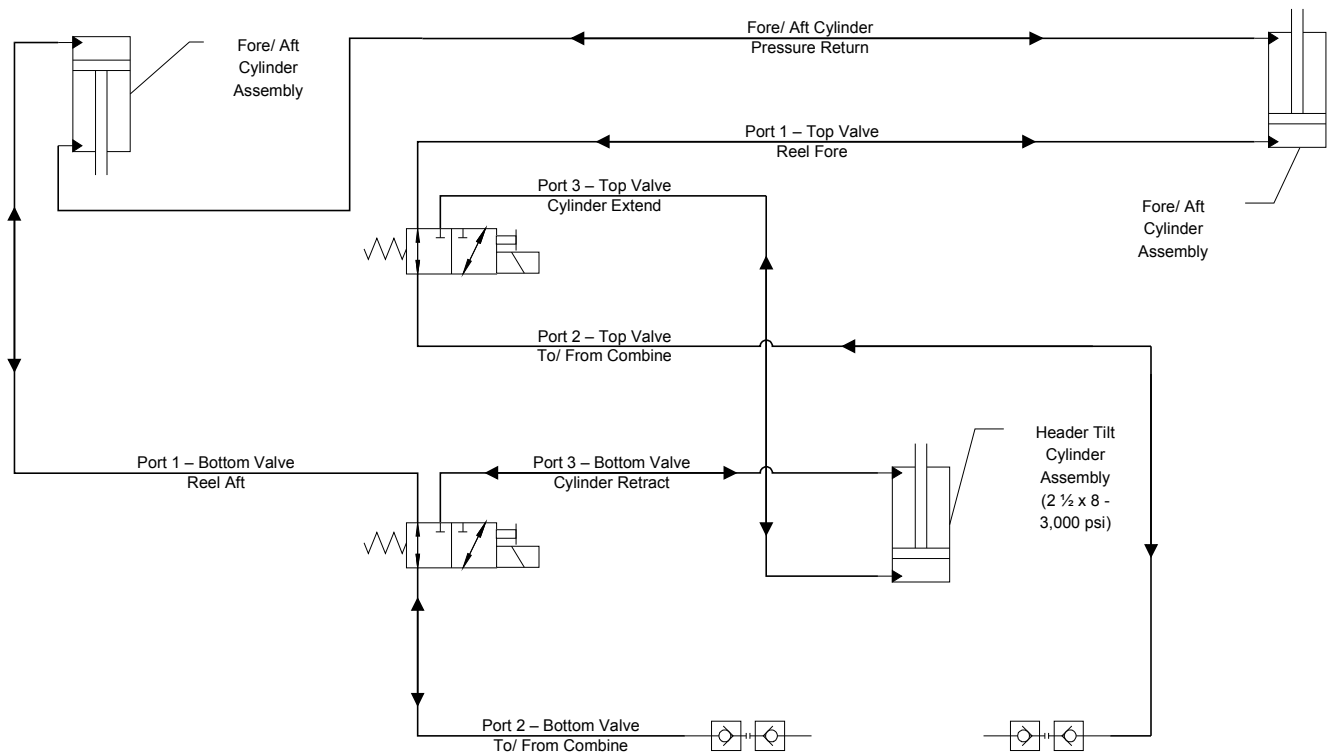 Fore/ Aft
Cylinder
Assembly
Fore/ Aft Cylinder
Pressure Return
Port 1 – Top Valve
Reel Fore
Port 3 – Top Valve
Cylinder Extend
Fore/ Aft
Cylinder
Assembly
Port 2 – Top Valve
To/ From Combine
Port 1 – Bottom Valve
Reel Aft
Port 3 – Bottom Valve
Cylinder Retract
Header Tilt
Cylinder
Assembly
(2 ½ x 8 -
3,000 psi)
Port 2 – Bottom Valve
To/ From Combine